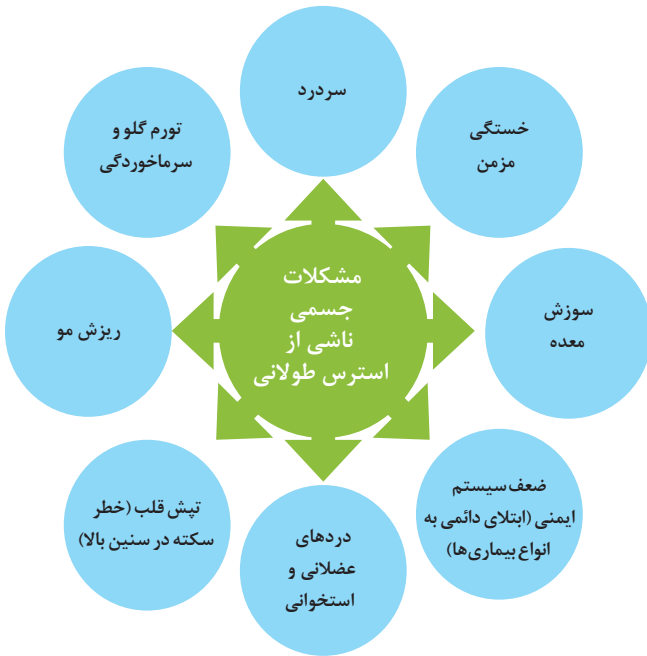 سردرد
خستگی
مزمن
سوزش
معده
ضعف سیستم
ایمنی (ابتلای دائمی به
انواع بیماری‌ها)
دردهای
عضلانی و
استخوانی
تپش قلب (خطر
سکته در سنین بالا)
ریزش مو
تورم گلو و
سرماخوردگی
مشکلات
جسمی
ناشی از
استرس طولانی